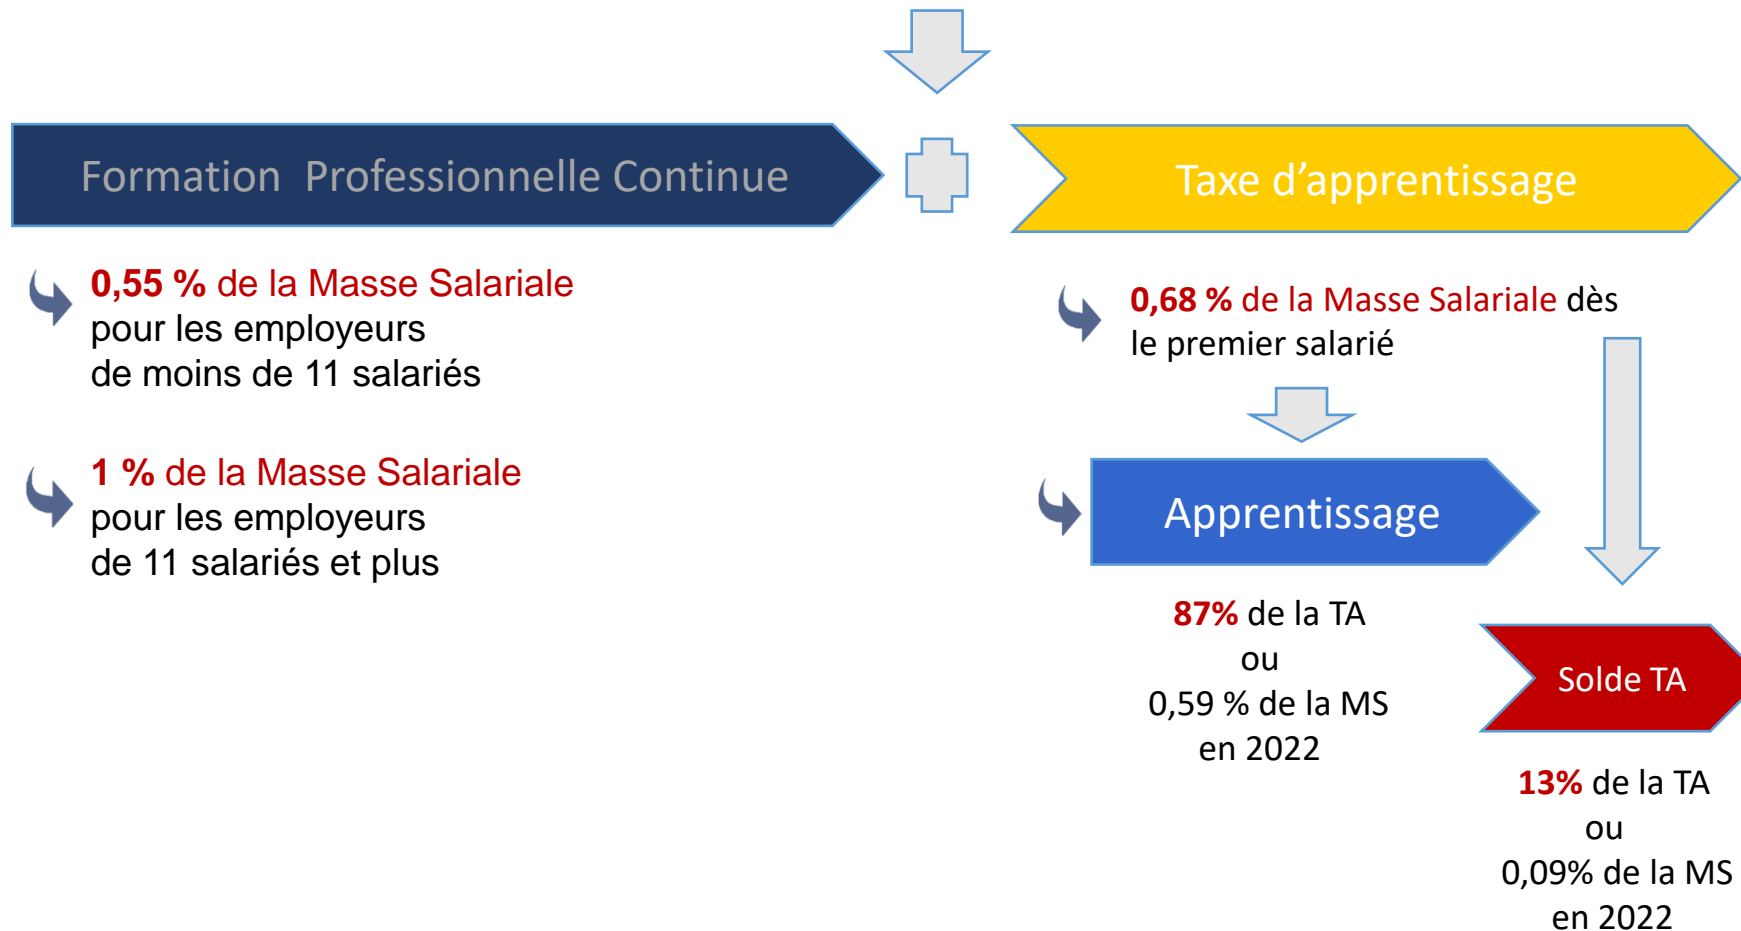 Formation Professionnelle Continue
Taxe d’apprentissage
0,55 % de la Masse Salariale
pour les employeurs
de moins de 11 salariés
1 % de la Masse Salariale
pour les employeurs
de 11 salariés et plus
0,68 % de la Masse Salariale dès
le premier salarié
Apprentissage
87% de la TA
ou
0,59 % de la MS
en 2022
Solde TA
13% de la TA
ou
0,09% de la MS
en 2022